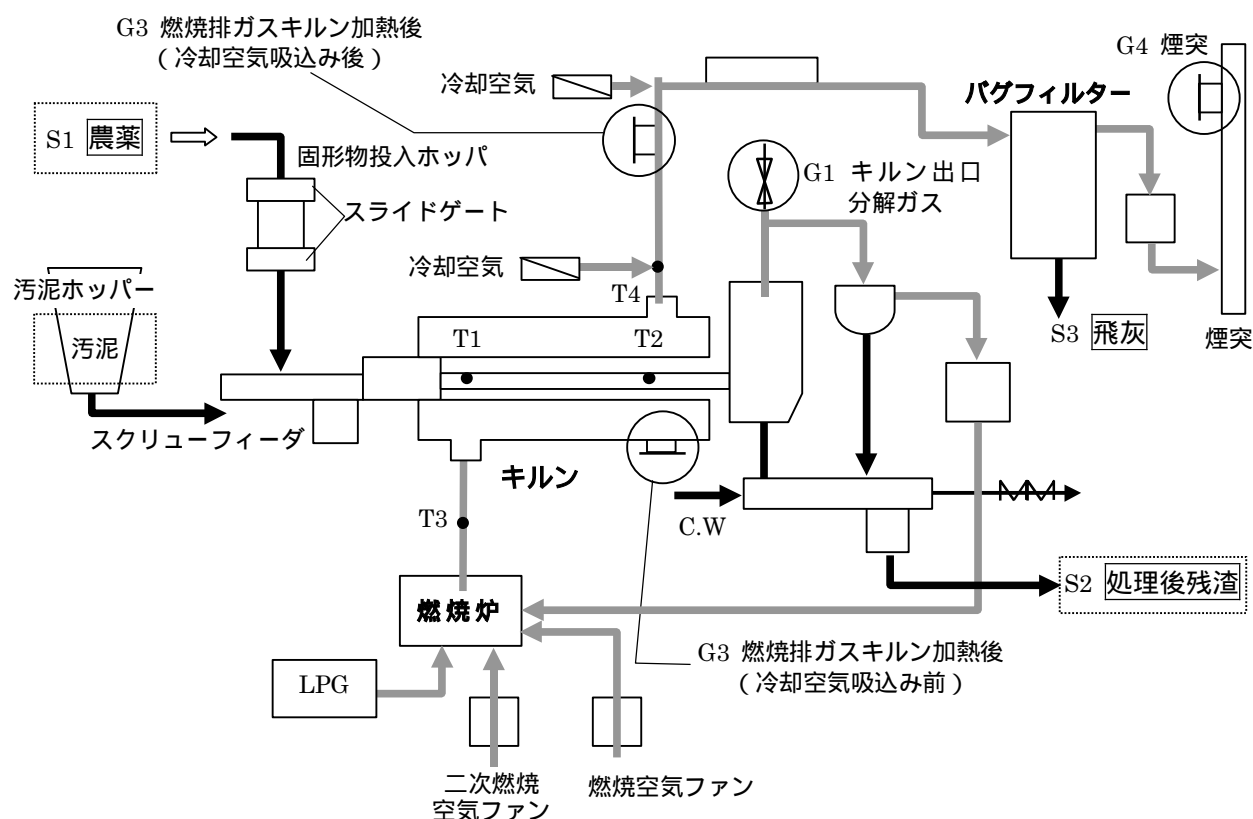 G3 燃焼排ガスキルン加熱後
（冷却空気吸込み後）
冷却空気
G4 煙突
バグフィルター
S1 農薬
固形物投入ホッパ
G1 キルン出口
分解ガス
スライドゲート
冷却空気
汚泥ホッパー
T4
汚泥
T1
T2
S3 飛灰
煙突
スクリューフィーダ
キルン
T3
C.W
S2 処理後残渣
燃焼炉
G3 燃焼排ガスキルン加熱後
（冷却空気吸込み前）
LPG
二次燃焼
空気ファン
燃焼空気ファン